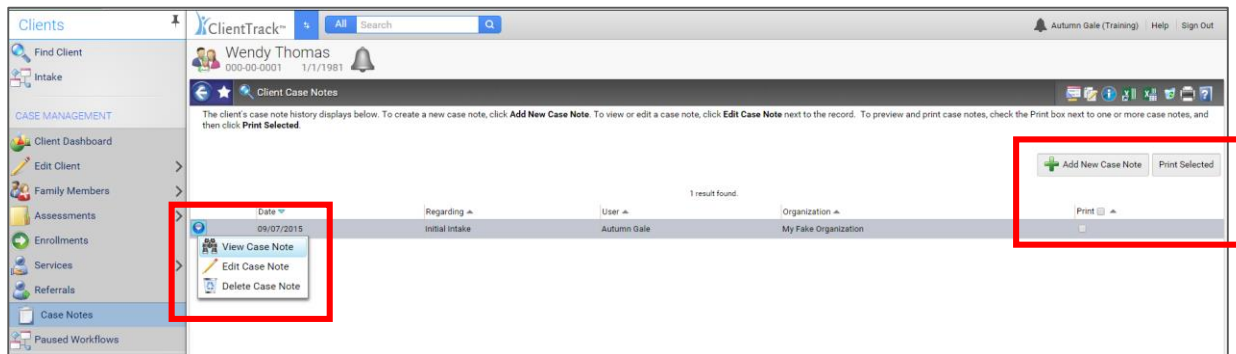 Clients
ClientTrack™
All Search
Autumn Gale (Training) Help Sign Out
Find Client
Intake
Wendy Thomas
000-00-0001 1/1/1981
Client Case Notes
CASE MANAGEMENT
The client's case note history displays below. To create a new case note, click Add New Case Note. To view or edit a case note, click Edit Case Note next to the record. To preview and print case notes, check the Print box next to one or more case notes, and
then click Print Selected.
Client Dashboard
Edit Client
Family Members
Assessments
Enrollments
Services
Referrals
Case Notes
Paused Workflows
Add New Case Note Print Selected
1 result found.
Date Regarding User Organization Print
09/07/2015 Initial Intake Autumn Gale My Fake Organization
View Case Note
Edit Case Note
Delete Case Note